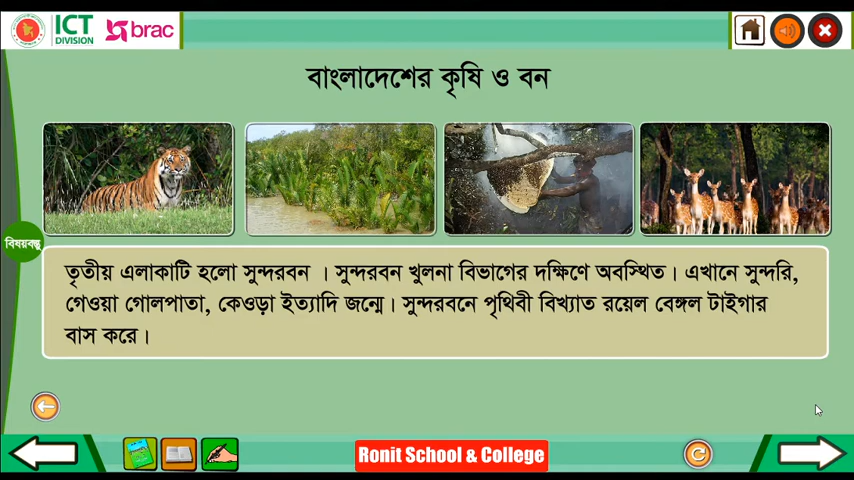 ICT
DIVISION
brac
বাংলাদেশের কৃষি ও বন
বিষয়বস্তু
তৃতীয় এলাকাটি হলো সুন্দরবন । সুন্দরবন খুলনা বিভাগের দক্ষিণে অবস্থিত। এখানে সুন্দরি,
গেওয়া গোলপাতা, কেওড়া ইত্যাদি জন্মে। সুন্দরবনে পৃথিবী বিখ্যাত রয়েল বেঙ্গল টাইগার
বাস করে।
Ronit School & College